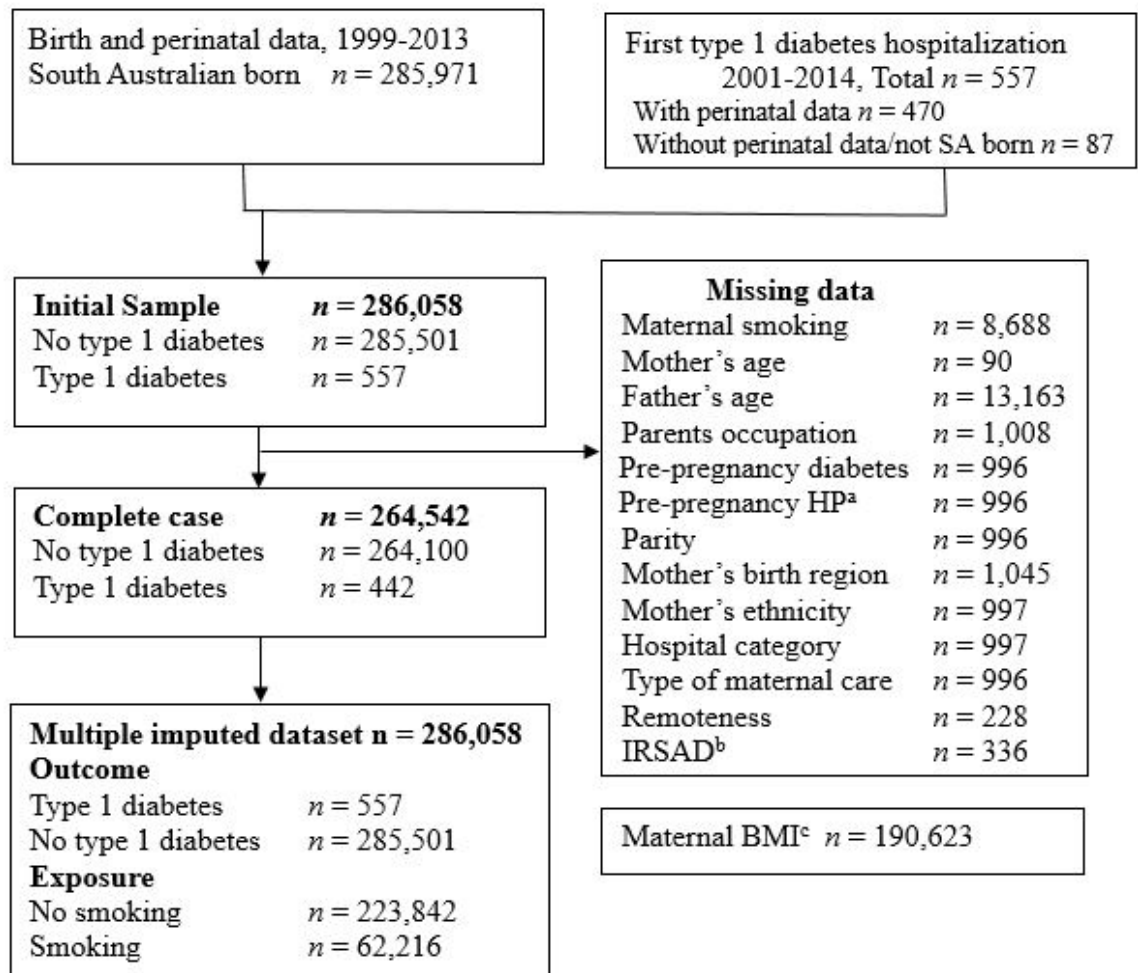 Birth and perinatal data, 1999-2013
South Australian born n = 285,971
First type 1 diabetes hospitalization
2001-2014, Total n = 557
With perinatal data n = 470
Without perinatal data/not SA born n = 87
Initial Sample n = 286,058
No type 1 diabetes n = 285,501
Type 1 diabetes n = 557
Missing data
Maternal smoking n = 8,688
Mother’s age n = 90
Father’s age n = 13,163
Parents occupation n = 1,008
Pre-pregnancy diabetes n = 996
Pre-pregnancy HPᵃ n = 996
Parity n = 996
Mother’s birth region n = 1,045
Mother’s ethnicity n = 997
Hospital category n = 997
Type of maternal care n = 996
Remoteness n = 228
IRSADᵇ n = 336
Complete case n = 264,542
No type 1 diabetes n = 264,100
Type 1 diabetes n = 442
Multiple imputed dataset n = 286,058
Outcome
Type 1 diabetes n = 557
No type 1 diabetes n = 285,501
Exposure
No smoking n = 223,842
Smoking n = 62,216
Maternal BMIᶜ n = 190,623